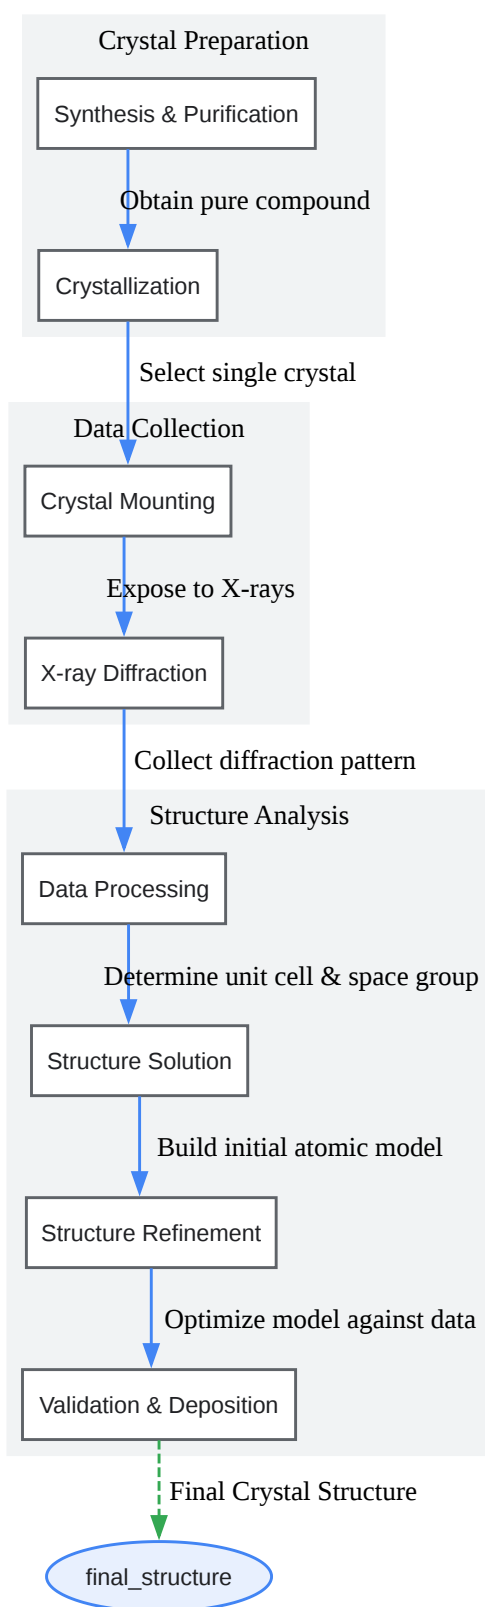 Crystal Preparation
Synthesis & Purification
Obtain pure compound
Crystallization
Select single crystal
Data Collection
Crystal Mounting
Expose to X-rays
X-ray Diffraction
Collect diffraction pattern
Structure Analysis
Data Processing
Determine unit cell & space group
Structure Solution
Build initial atomic model
Structure Refinement
Optimize model against data
Validation & Deposition
Final Crystal Structure
final_structure